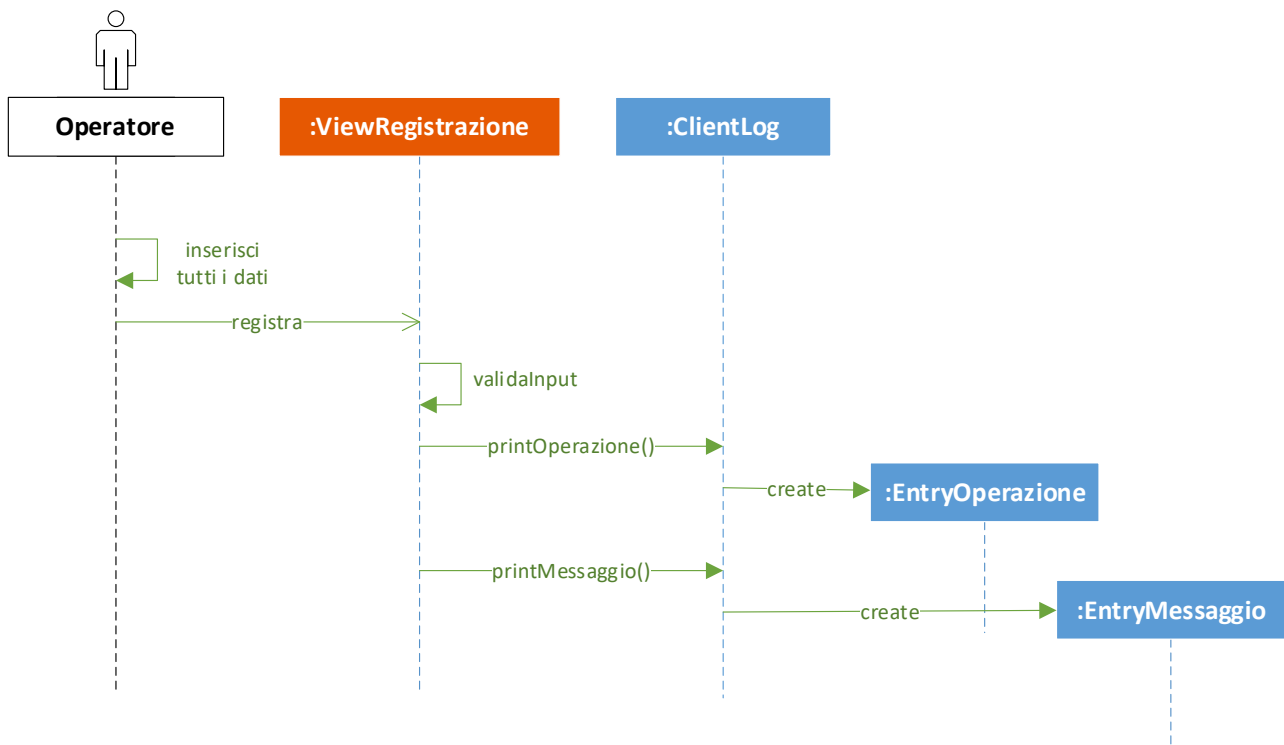 Operatore
:ViewRegistrazione
:ClientLog
inserisci
tutti i dati
registra
validaInput
printOperazione()
create
:EntryOperazione
printMessaggio()
create
:EntryMessaggio